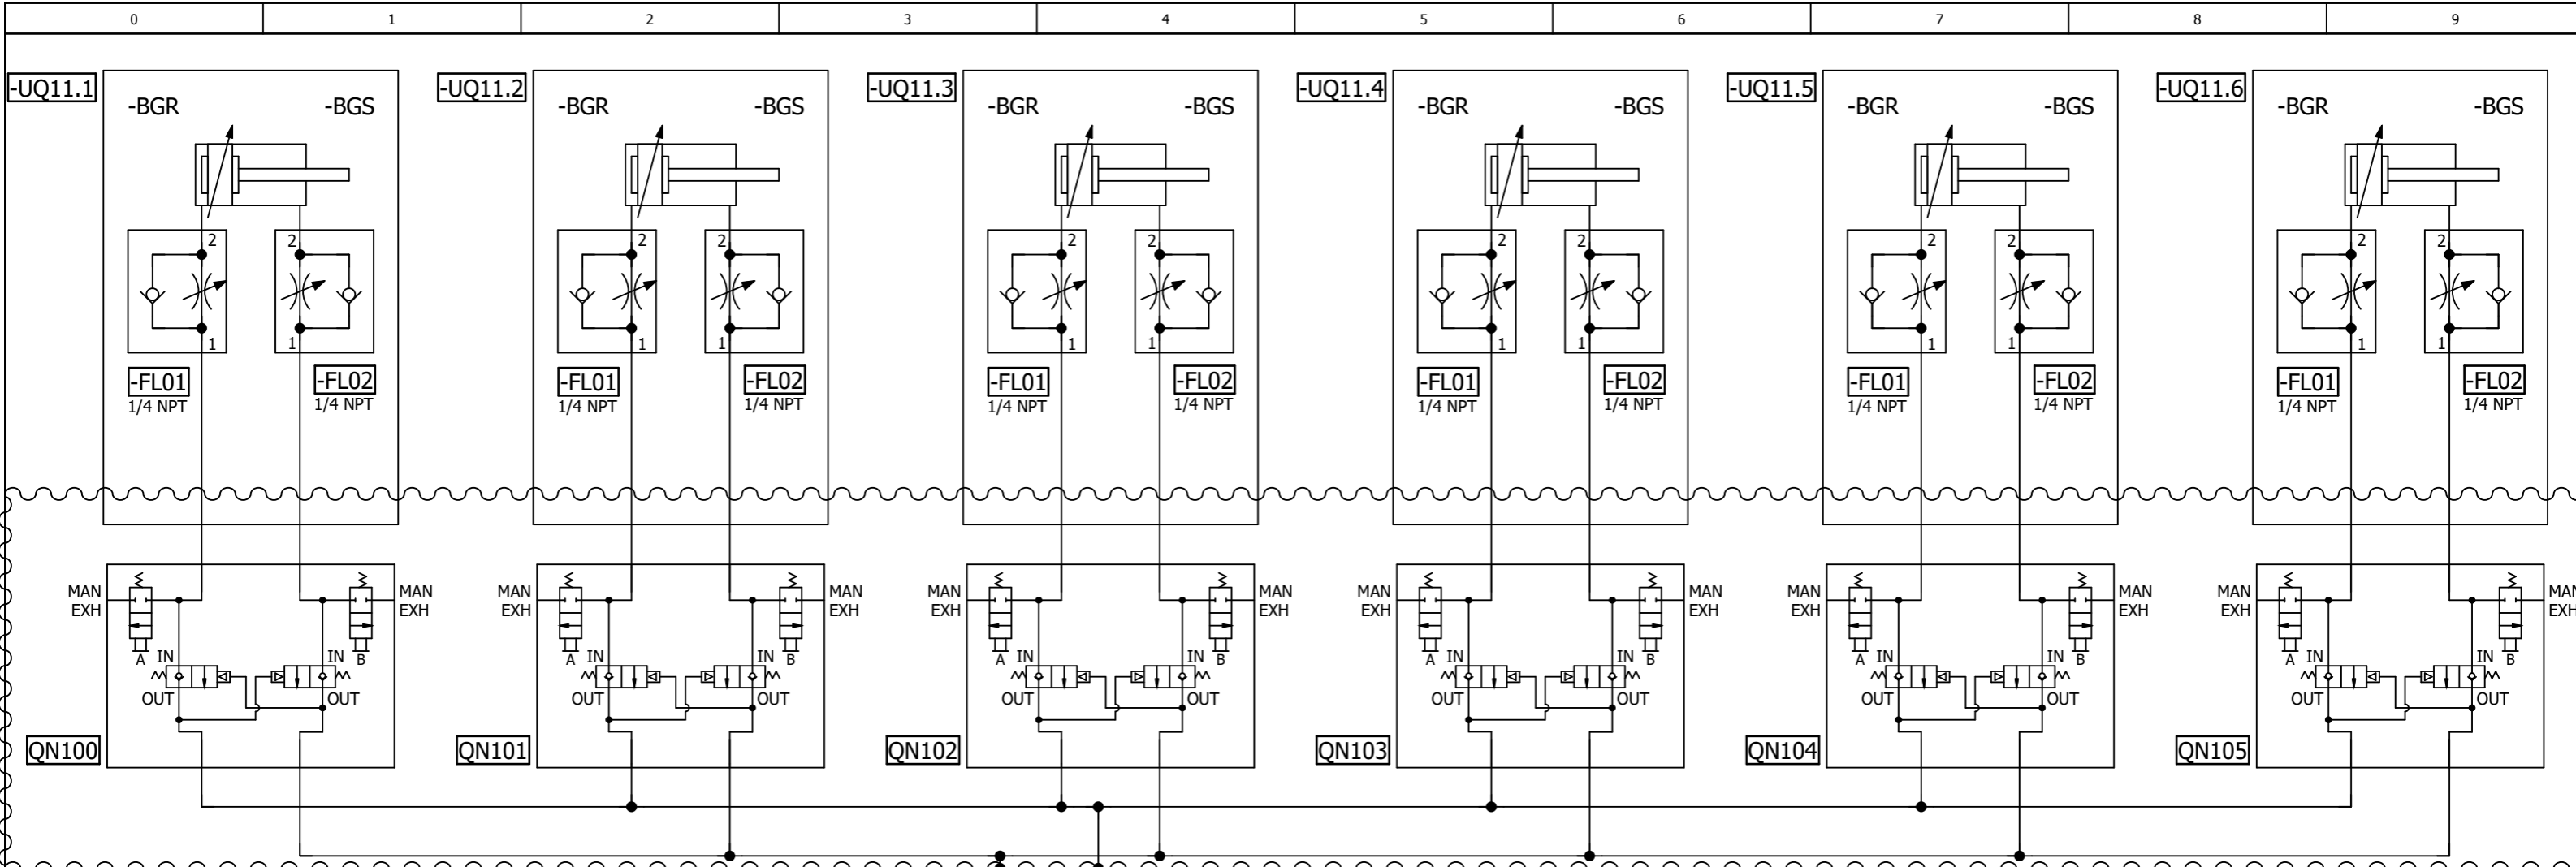 0 1 2 3 4 5 6 7 8 9
-UQ11.1 -UQ11.2 -UQ11.3 -UQ11.4 -UQ11.5 -UQ11.6
-BGR -BGS -BGR -BGS -BGR -BGS -BGR -BGS -BGR -BGS -BGR -BGS
2 2 2 2 2 2 2 2 2 2 2 2
1 1 1 1 1 1 1 1 1 1 1 1
-FL01 -FL02 -FL01 -FL02 -FL01 -FL02 -FL01 -FL02 -FL01 -FL02 -FL01 -FL02
1/4 NPT 1/4 NPT 1/4 NPT 1/4 NPT 1/4 NPT 1/4 NPT 1/4 NPT 1/4 NPT 1/4 NPT 1/4 NPT 1/4 NPT 1/4 NPT
MAN MAN MAN MAN MAN MAN MAN MAN MAN MAN MAN MAN
EXH EXH EXH EXH EXH EXH EXH EXH EXH EXH EXH EXH
A IN IN B A IN IN B A IN IN B A IN IN B A IN IN B A IN IN B
OUT OUT OUT OUT OUT OUT OUT OUT OUT OUT OUT OUT
QN100 QN101 QN102 QN103 QN104 QN105